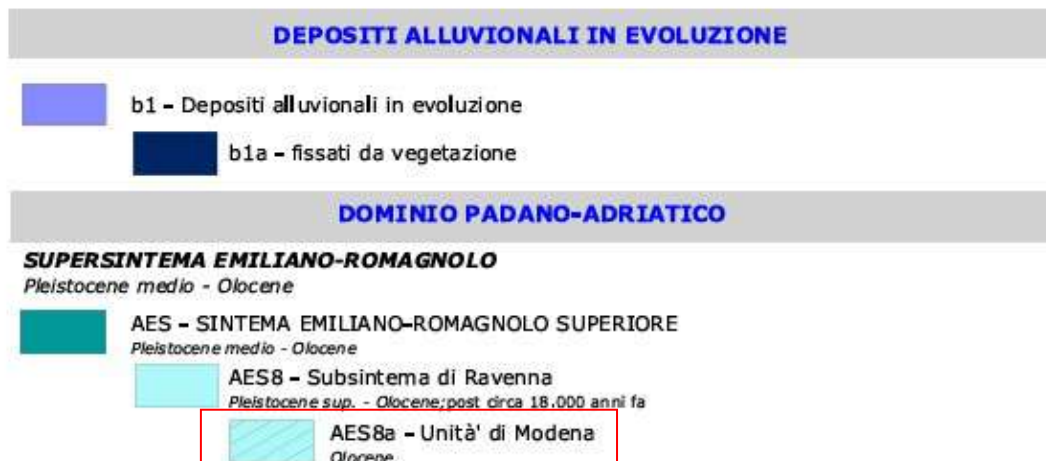 DEPOSITI ALLUVIONALI IN EVOLUZIONE
b1 - Depositi alluvionali in evoluzione
b1a - fissati da vegetazione
DOMINIO PADANO-ADRIATICO
SUPERSINTEMA EMILIANO-ROMAGNOLO
Pleistocene medio - Olocene
AES - SINTEMA EMILIANO-ROMAGNOLO SUPERIORE
Pleistocene medio - Olocene
AES8 - Subsintema di Ravenna
Pleistocene sup. - Olocene; post circa 18.000 anni fa
AES8a - Unità' di Modena
Olocene